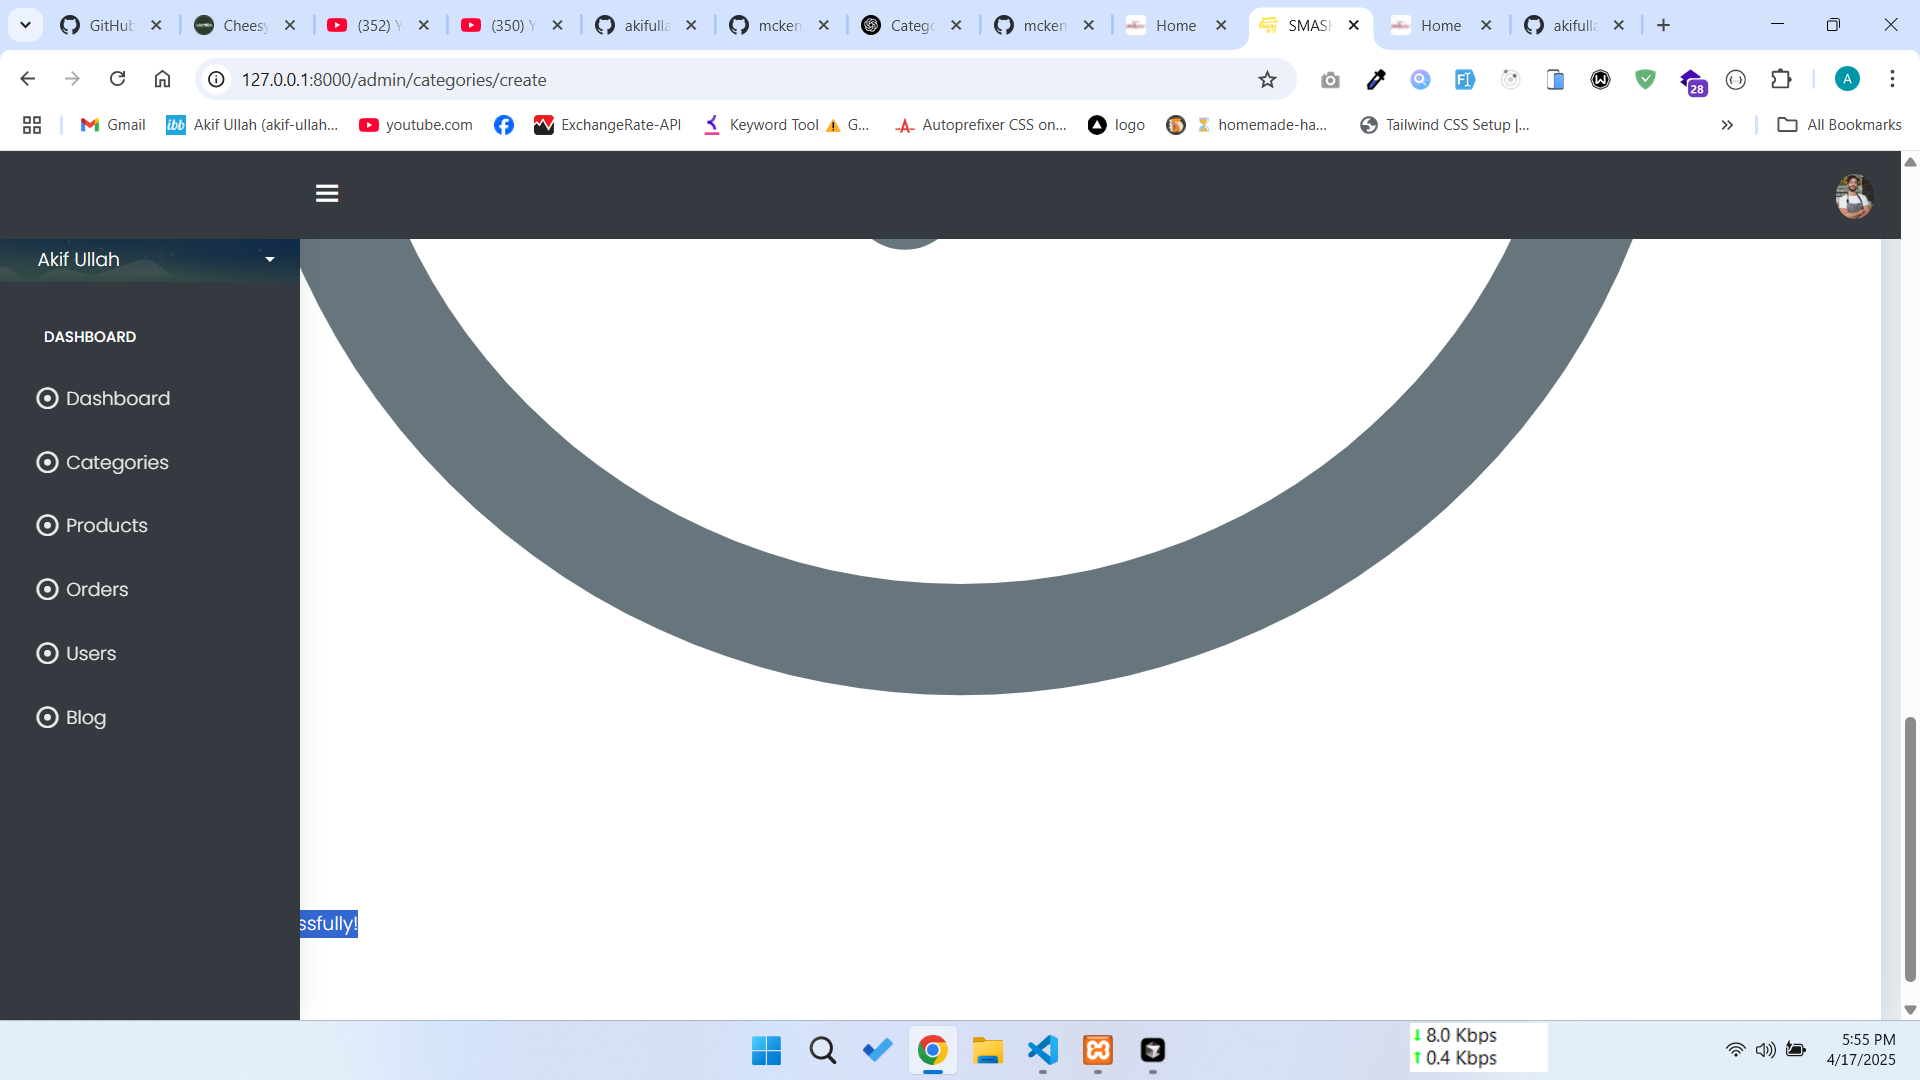 GitHub
Cheesy
(352) Y
(350) Y
akifulla
mcken
Catego
mcken
Home
SMASH
Home
akifulla
127.0.0.1:8000/admin/categories/create
28
A
Gmail
ibb
Akif Ullah (akif-ullah...
youtube.com
ExchangeRate-API
Keyword Tool ⚠ G...
Autoprefixer CSS on...
logo
⌛ homemade-ha...
Tailwind CSS Setup |...
All Bookmarks
Akif Ullah
DASHBOARD
Dashboard
Categories
Products
Orders
Users
Blog
ssfully!
8.0 Kbps
0.4 Kbps
5:55 PM
4/17/2025